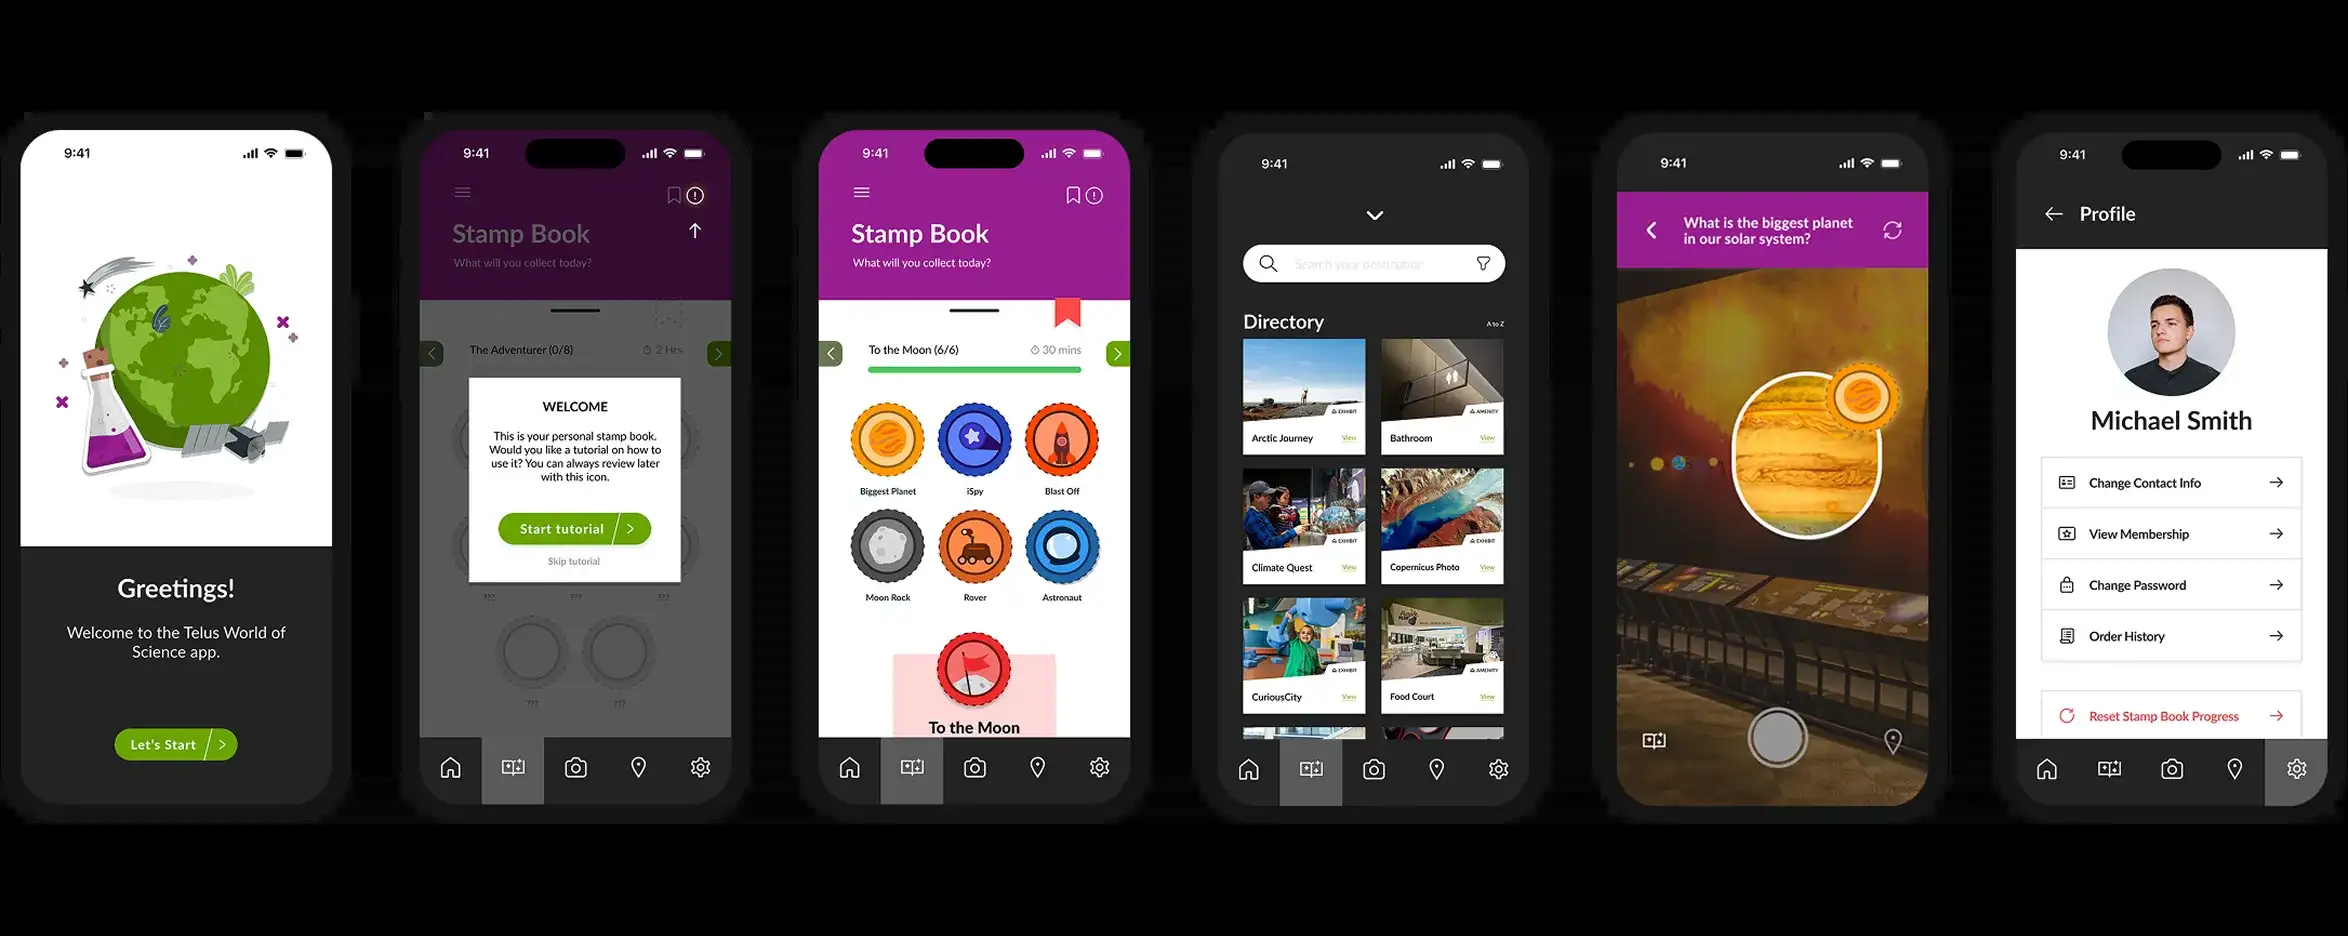 9:41
Greetings!
Welcome to the Telus World of
Science app.
Let's Start
9:41
Stamp Book
What will you collect today?
The Adventurer (0/8)
2 Hrs
WELCOME
This is your personal stamp book.
Would you like a tutorial on how to
use it? You can always review later
with this icon.
Start tutorial
Skip tutorial
??? ??? ???
??? ???
9:41
Stamp Book
What will you collect today?
To the Moon (6/6)
30 mins
Biggest Planet
iSpy
Blast Off
Moon Rock
Rover
Astronaut
To the Moon
9:41
Search your destination
Directory
A to Z
EXHIBIT
Arctic Journey
View
AMENITY
Bathroom
View
EXHIBIT
Climate Quest
View
EXHIBIT
Copernicus Photo
View
EXHIBIT
CuriousCity
View
AMENITY
Food Court
View
9:41
What is the biggest planet
in our solar system?
9:41
Profile
Michael Smith
Change Contact Info
View Membership
Change Password
Order History
Reset Stamp Book Progress